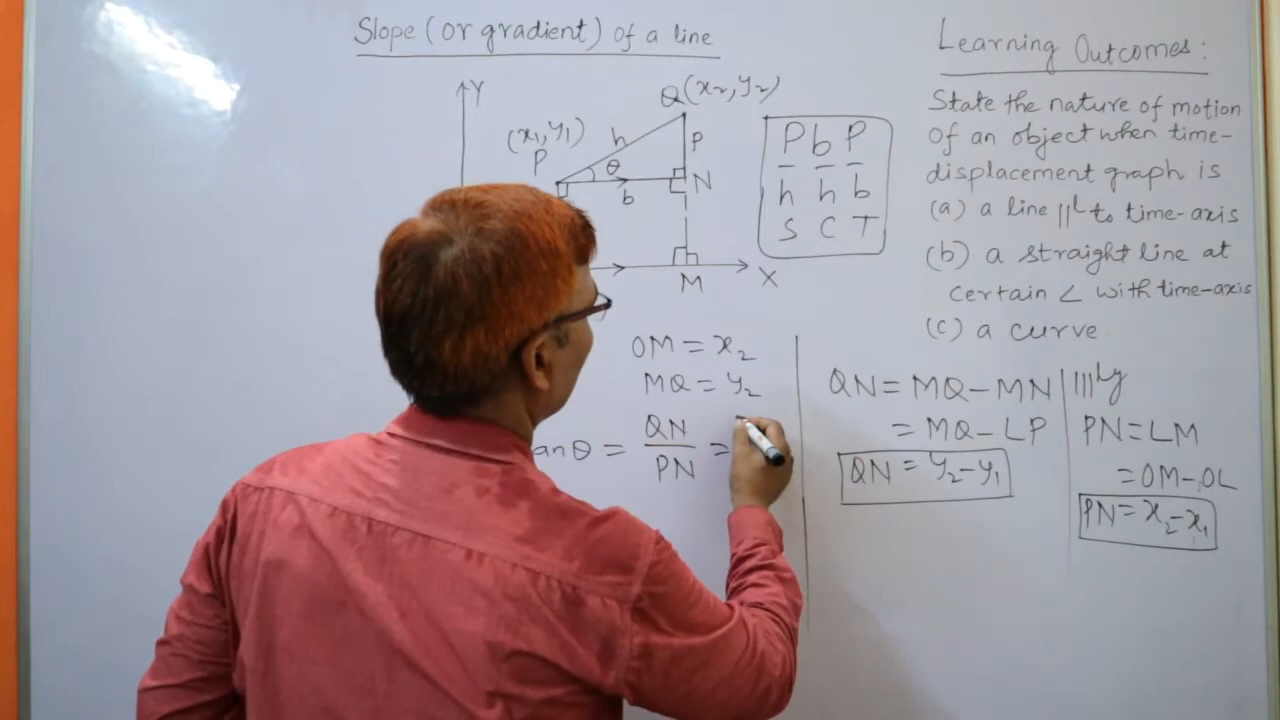 Slope (or gradient) of a line
Y
Q(x₂,y₂)
(x₁,y₁)
P
h
θ
P
N
b
M
X
P b P
h h b
S C T
OM = x₂
MQ = y₂
anθ = QN/PN =
QN = MQ - MN
= MQ - LP
QN = y₂ - y₁
|||ly
PN = LM
= OM - OL
PN = x₂ - x₁
Learning Outcomes:
State the nature of motion
of an object when time-
displacement graph is
(a) a line ||L to time-axis
(b) a straight line at
certain ∠ with time-axis
(c) a curve.